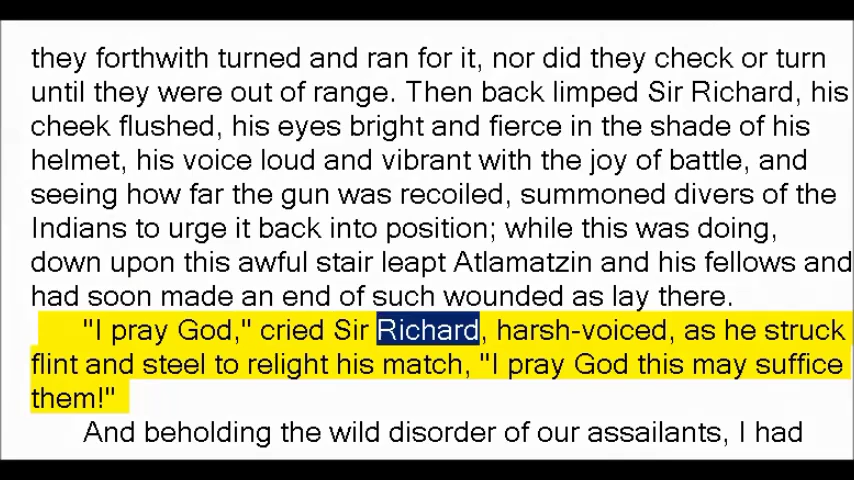 they forthwith turned and ran for it, nor did they check or turn
until they were out of range. Then back limped Sir Richard, his
cheek flushed, his eyes bright and fierce in the shade of his
helmet, his voice loud and vibrant with the joy of battle, and
seeing how far the gun was recoiled, summoned divers of the
Indians to urge it back into position; while this was doing,
down upon this awful stair leapt Atlamatzin and his fellows and
had soon made an end of such wounded as lay there.
"I pray God," cried Sir Richard, harsh-voiced, as he struck
flint and steel to relight his match, "I pray God this may suffice
them!"
And beholding the wild disorder of our assailants, I had